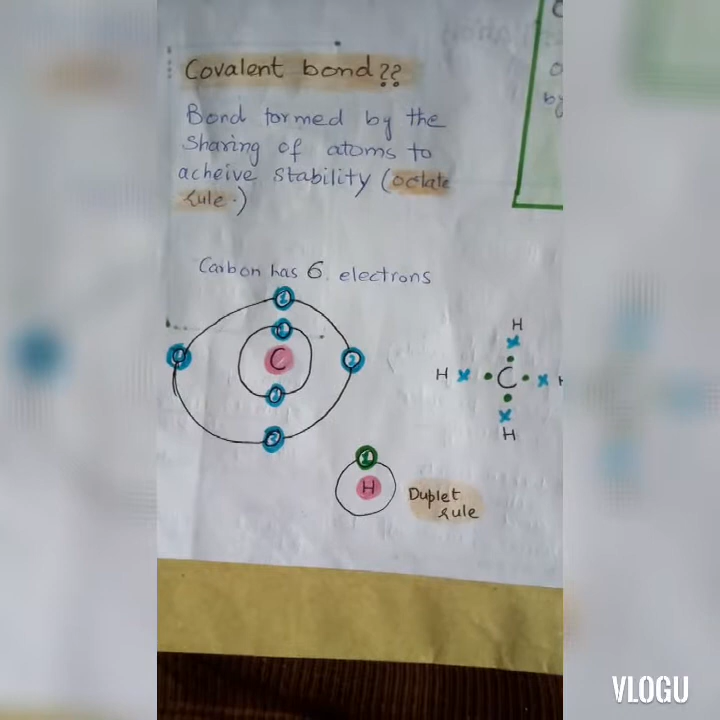 Covalent bond??
Bond formed by the
sharing of atoms to
acheive stability (octate
rule.)
Carbon has 6 electrons
C
H
H C
H
H
Duplet
rule
by
VLOGU